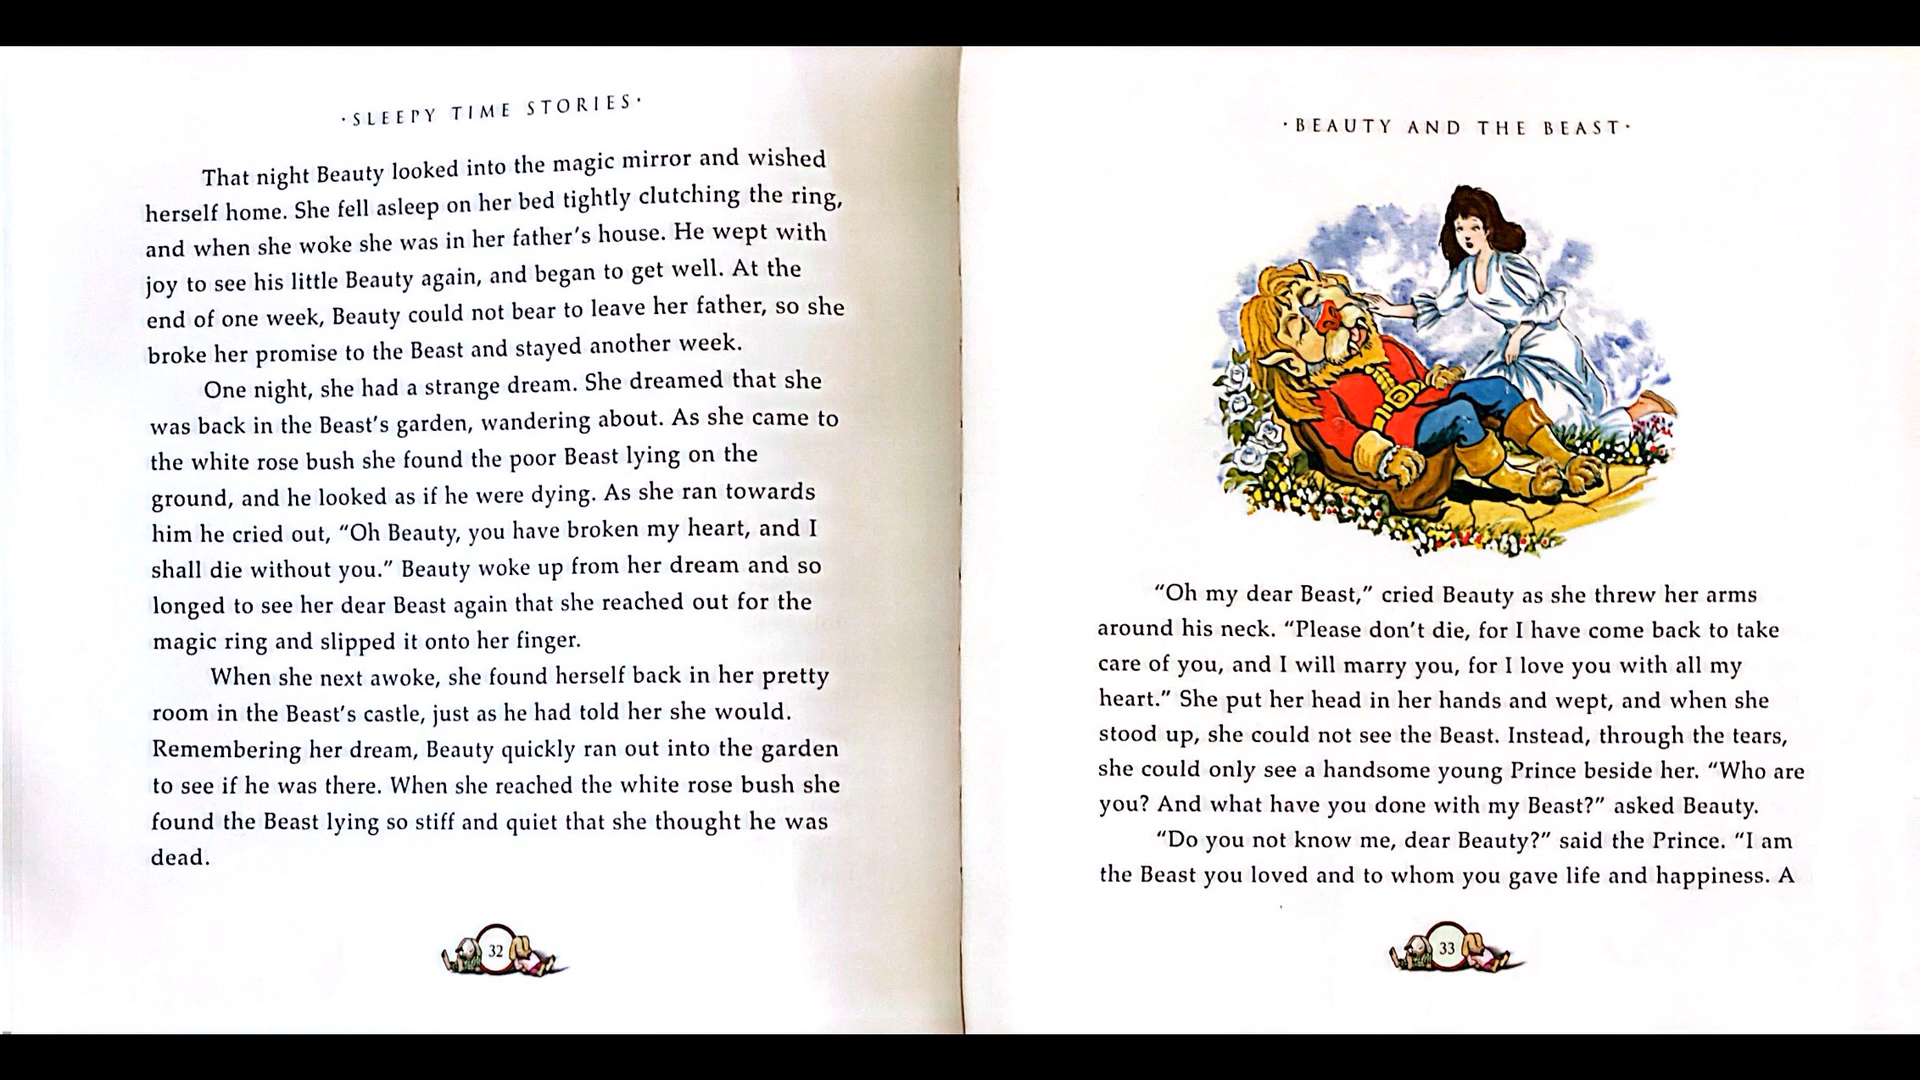 ·SLEEPY TIME STORIES·
That night Beauty looked into the magic mirror and wished
herself home. She fell asleep on her bed tightly clutching the ring,
and when she woke she was in her father's house. He wept with
joy to see his little Beauty again, and began to get well. At the
end of one week, Beauty could not bear to leave her father, so she
broke her promise to the Beast and stayed another week.
One night, she had a strange dream. She dreamed that she
was back in the Beast's garden, wandering about. As she came to
the white rose bush she found the poor Beast lying on the
ground, and he looked as if he were dying. As she ran towards
him he cried out, “Oh Beauty, you have broken my heart, and I
shall die without you.” Beauty woke up from her dream and so
longed to see her dear Beast again that she reached out for the
magic ring and slipped it onto her finger.
When she next awoke, she found herself back in her pretty
room in the Beast's castle, just as he had told her she would.
Remembering her dream, Beauty quickly ran out into the garden
to see if he was there. When she reached the white rose bush she
found the Beast lying so stiff and quiet that she thought he was
dead.
32
·BEAUTY AND THE BEAST·
“Oh my dear Beast,” cried Beauty as she threw her arms
around his neck. “Please don't die, for I have come back to take
care of you, and I will marry you, for I love you with all my
heart.” She put her head in her hands and wept, and when she
stood up, she could not see the Beast. Instead, through the tears,
she could only see a handsome young Prince beside her. “Who are
you? And what have you done with my Beast?” asked Beauty.
“Do you not know me, dear Beauty?” said the Prince. “I am
the Beast you loved and to whom you gave life and happiness. A
33